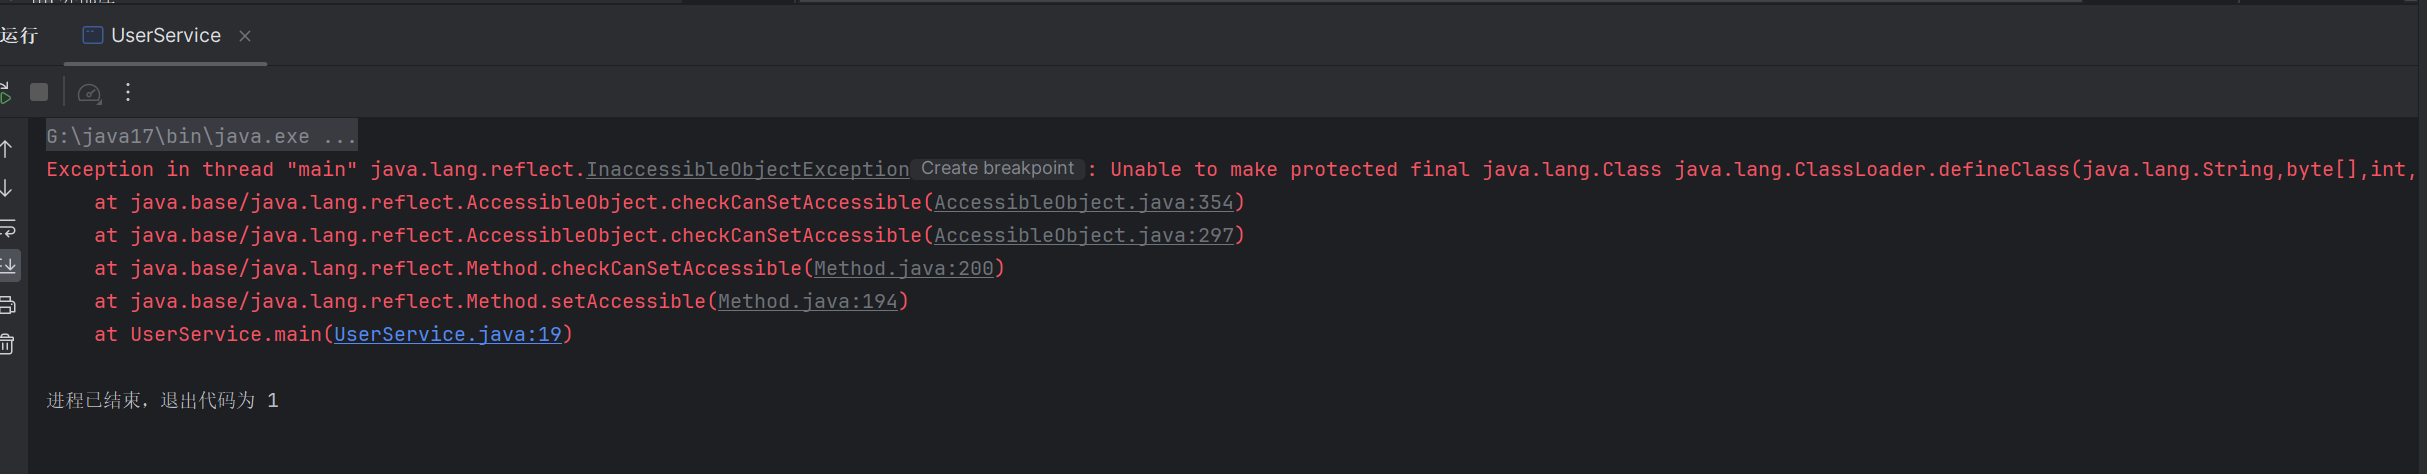 运行
UserService
G:\java17\bin\java.exe ...
Exception in thread "main" java.lang.reflect.InaccessibleObjectException Create breakpoint : Unable to make protected final java.lang.Class java.lang.ClassLoader.defineClass(java.lang.String,byte[],int,
at java.base/java.lang.reflect.AccessibleObject.checkCanSetAccessible(AccessibleObject.java:354)
at java.base/java.lang.reflect.AccessibleObject.checkCanSetAccessible(AccessibleObject.java:297)
at java.base/java.lang.reflect.Method.checkCanSetAccessible(Method.java:200)
at java.base/java.lang.reflect.Method.setAccessible(Method.java:194)
at UserService.main(UserService.java:19)
进程已结束，退出代码为 1